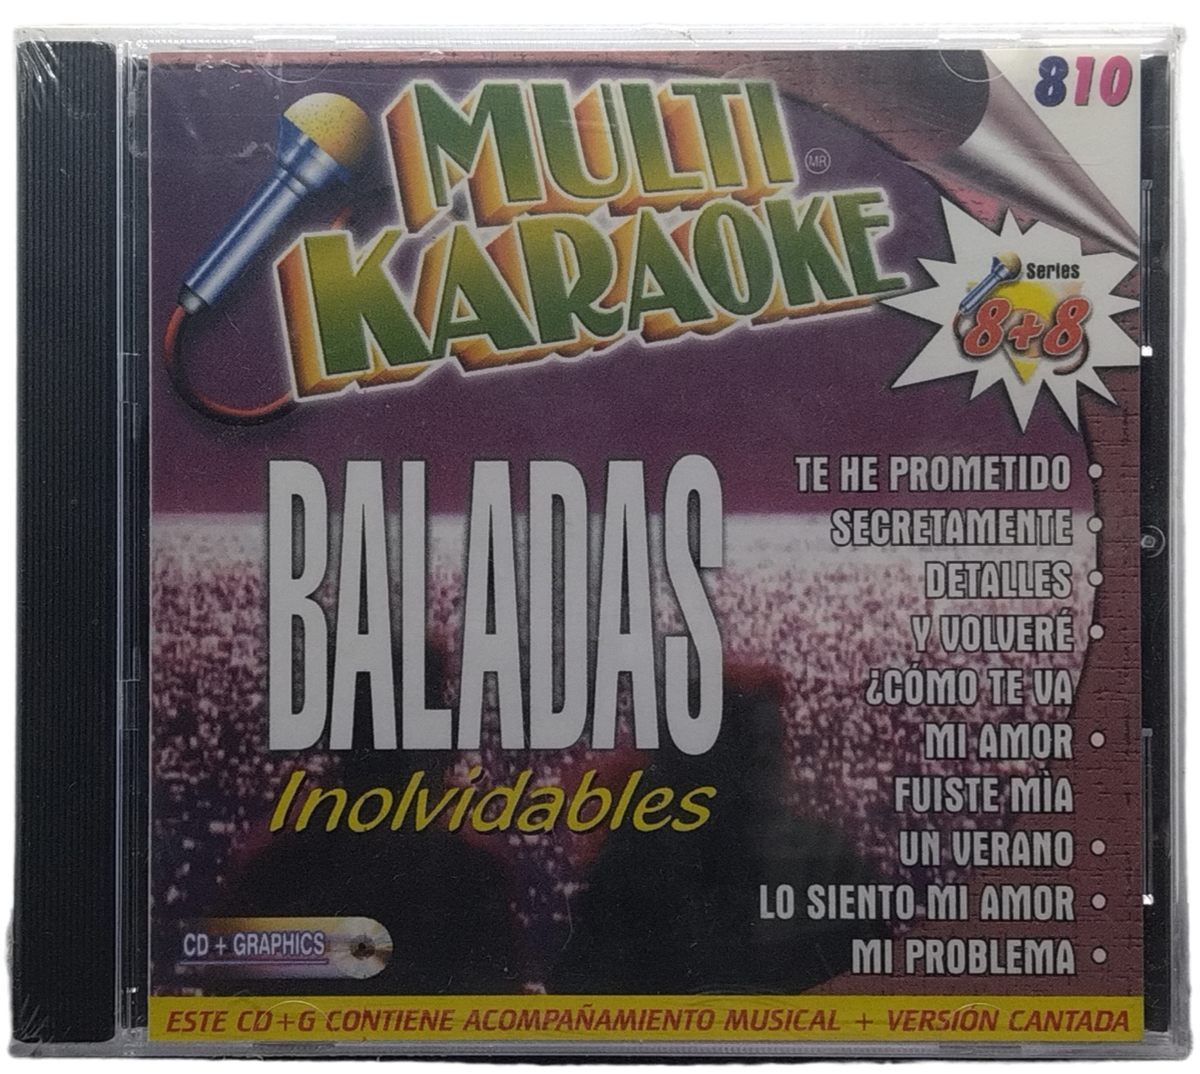 810
MULTI
KARAOKE
MR
Series
8+8
BALADAS
Inolvidables
TE HE PROMETIDO
SECRETAMENTE
DETALLES
Y VOLVERÉ
¿CÓMO TE VA
MI AMOR
FUISTE MÌA
UN VERANO
LO SIENTO MI AMOR
MI PROBLEMA
CD + GRAPHICS
ESTE CD+G CONTIENE ACOMPAÑAMIENTO MUSICAL + VERSIÓN CANTADA